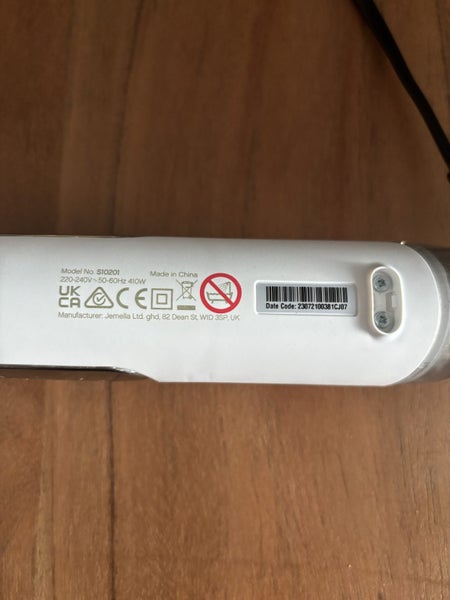 Model No. S10201 Made in China
220-240V~50-60Hz 410W
UK
CA CE
Manufacturer: Jemella Ltd. ghd, 82 Dean St, W1D 3SP, UK
Date Code: 23072100381CJ07